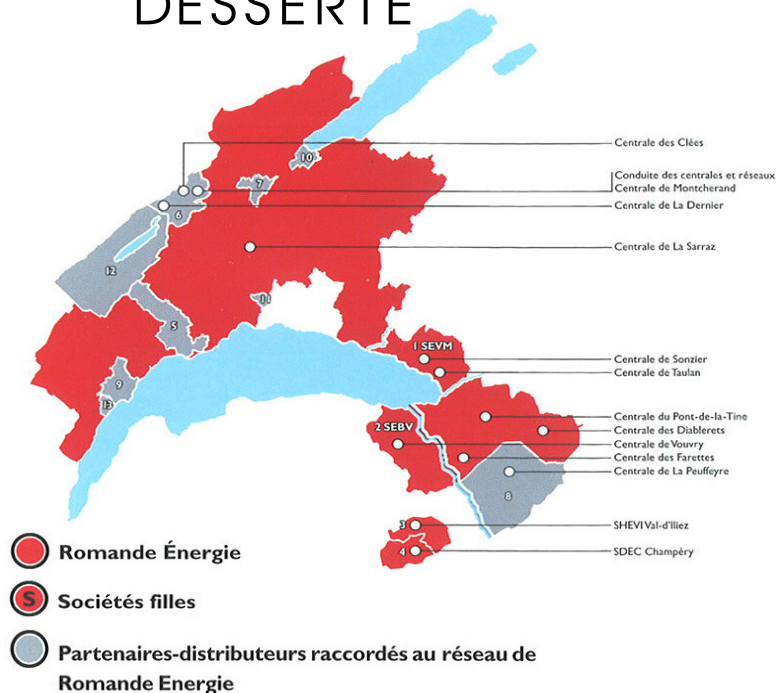 DESSERTE
Centrale des Clées
Conduite des centrales et réseaux
Centrale de Montcherand
Centrale de La Dernier
Centrale de La Sarraz
Centrale de Sonzier
Centrale de Taulan
Centrale du Pont-de-la-Tine
Centrale des Diablerets
Centrale de Vouvry
Centrale des Farettes
Centrale de La Peuffeyre
SHEVI Val-d'Illiez
SDEC Champéry
10
7
6
12
11
5
1 SEVM
9
13
2 SEBV
8
3
4
Romande Énergie
S Sociétés filles
Partenaires-distributeurs raccordés au réseau de
Romande Energie